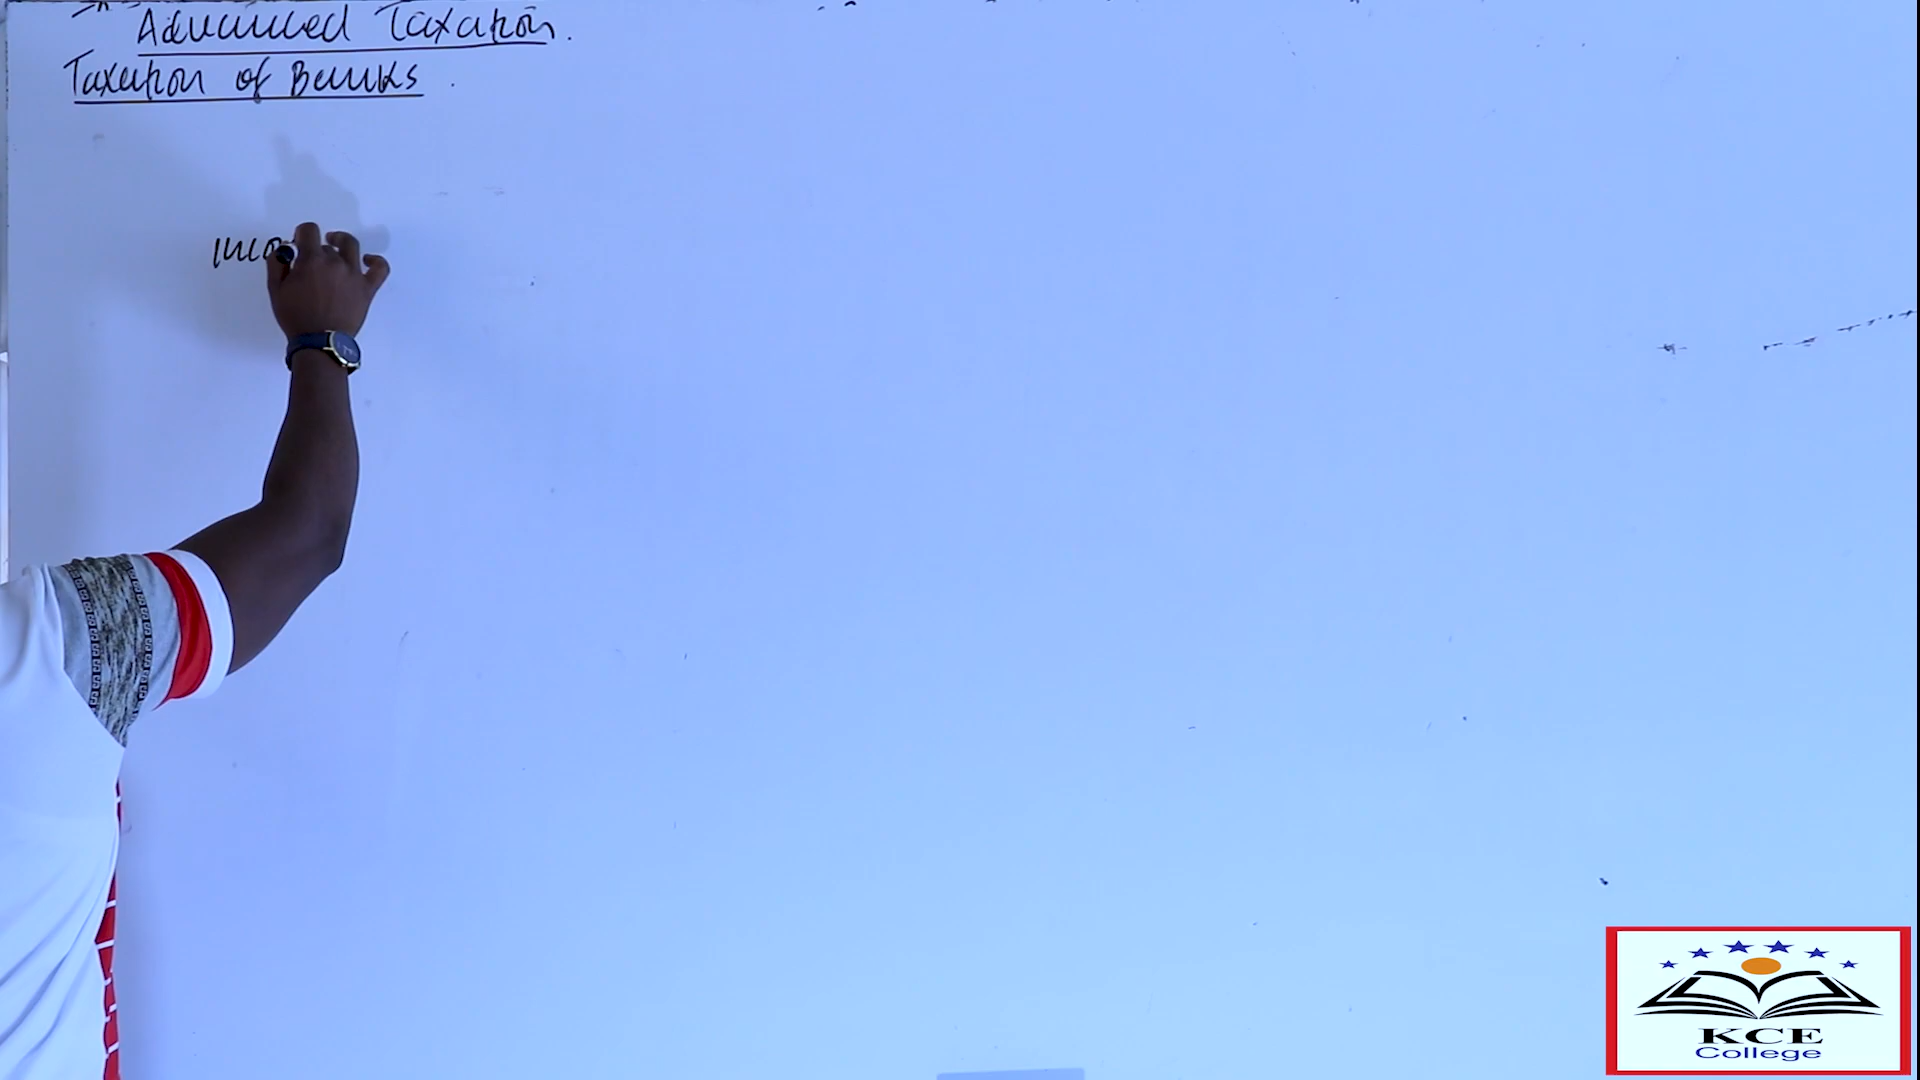 Advanced Taxation.
Taxation of Banks.
Inco
KCE
College